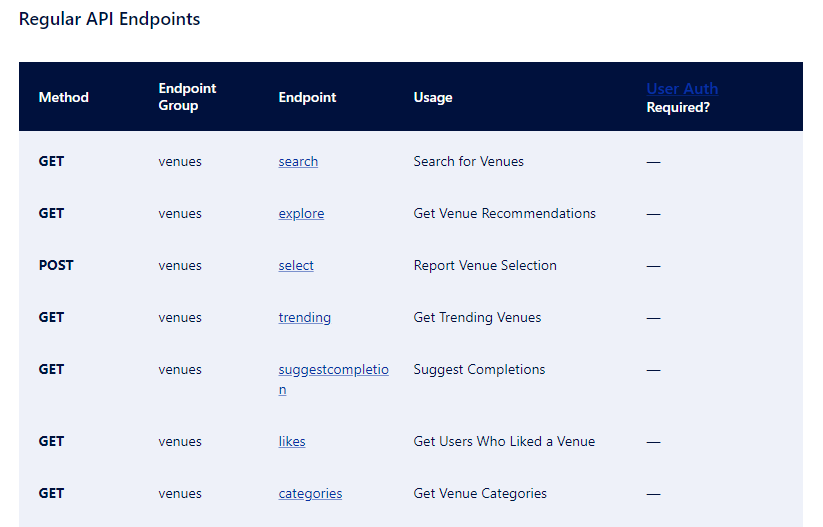 Regular API Endpoints
Method Endpoint Group Endpoint Usage User Auth Required?
GET venues search Search for Venues —
GET venues explore Get Venue Recommendations —
POST venues select Report Venue Selection —
GET venues trending Get Trending Venues —
GET venues suggestcompletio Suggest Completions —
n
GET venues likes Get Users Who Liked a Venue —
GET venues categories Get Venue Categories —